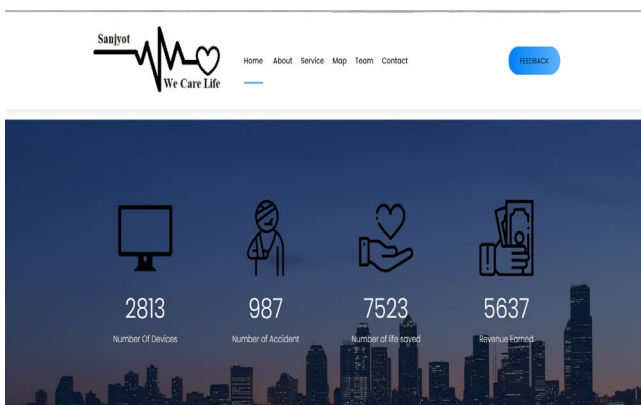 Sanjyot
We Care Life
Home About Service Map Team Contact
FEEDBACK
2813 987 7523 5637
Number Of Devices Number of Accident Number of life saved Revenue Earned